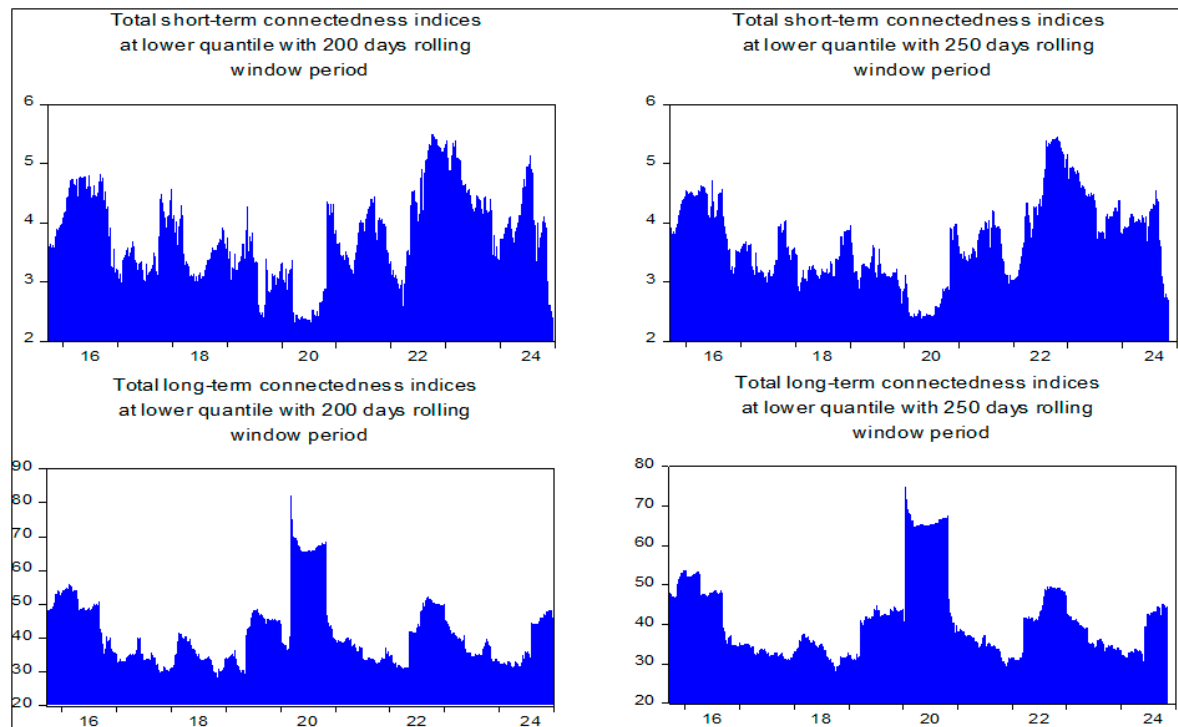 Total short-term connectedness indices
at lower quantile with 200 days rolling
window period
6
5
4
3
2
16 18 20 22 24
Total short-term connectedness indices
at lower quantile with 250 days rolling
window period
6
5
4
3
2
16 18 20 22 24
Total long-term connectedness indices
at lower quantile with 200 days rolling
window period
90
80
70
60
50
40
30
20
16 18 20 22 24
Total long-term connectedness indices
at lower quantile with 250 days rolling
window period
80
70
60
50
40
30
20
16 18 20 22 24